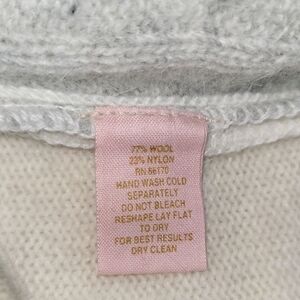 77% WOOL
23% NYLON
RN 66170
HAND WASH COLD
SEPARATELY
DO NOT BLEACH
RESHAPE LAY FLAT
TO DRY
FOR BEST RESULTS
DRY CLEAN